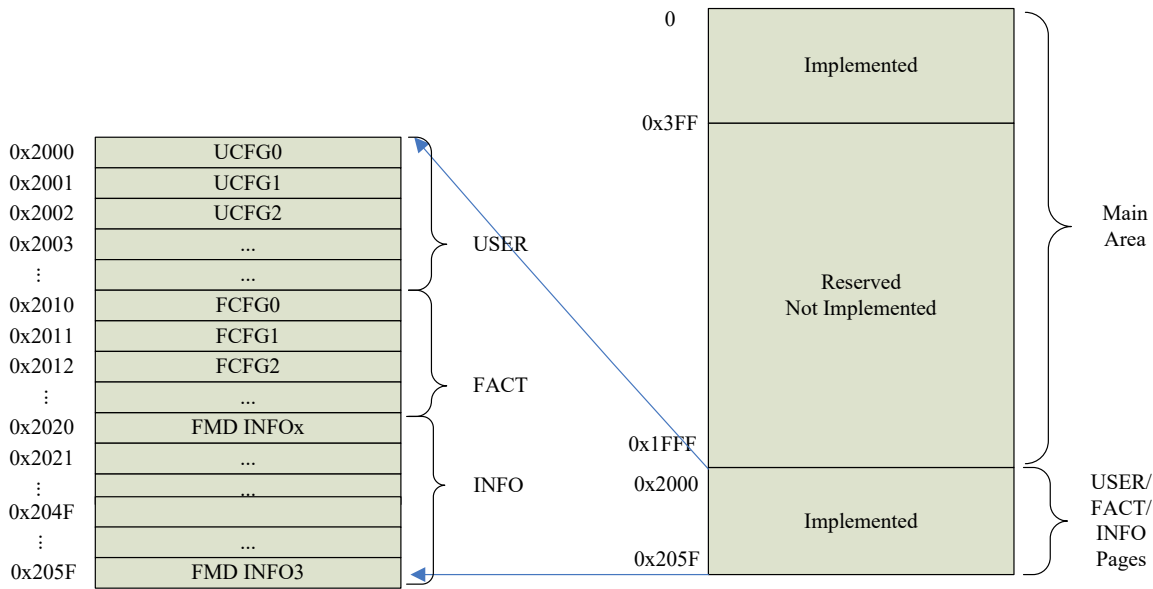 0x2000 UCFG0
0x2001 UCFG1
0x2002 UCFG2
0x2003 ...
⋮ ...
USER
0x2010 FCFG0
0x2011 FCFG1
0x2012 FCFG2
⋮ ...
FACT
0x2020 FMD INFOx
0x2021 ...
⋮ ...
0x204F
⋮ ...
0x205F FMD INFO3
INFO
0
Implemented
0x3FF
Reserved
Not Implemented
0x1FFF
Main
Area
0x2000
Implemented
0x205F
USER/
FACT/
INFO
Pages